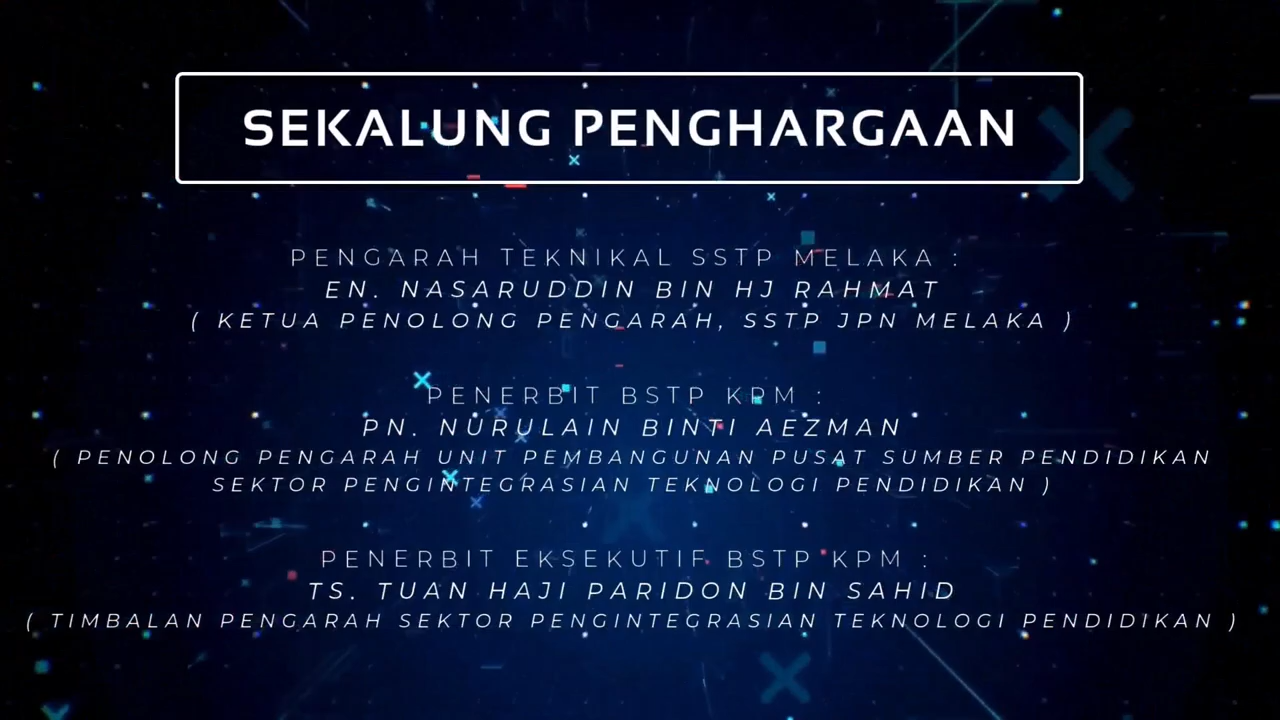 SEKALUNG PENGHARGAAN
PENGARAH TEKNIKAL SSTP MELAKA :
EN. NASARUDDIN BIN HJ RAHMAT
( KETUA PENOLONG PENGARAH, SSTP JPN MELAKA )
PENERBIT BSTP KPM :
PN. NURULAIN BINTI AEZMAN
( PENOLONG PENGARAH UNIT PEMBANGUNAN PUSAT SUMBER PENDIDIKAN
SEKTOR PENGINTEGRASIAN TEKNOLOGI PENDIDIKAN )
PENERBIT EKSEKUTIF BSTP KPM :
TS. TUAN HAJI PARIDON BIN SAHID
( TIMBALAN PENGARAH SEKTOR PENGINTEGRASIAN TEKNOLOGI PENDIDIKAN )